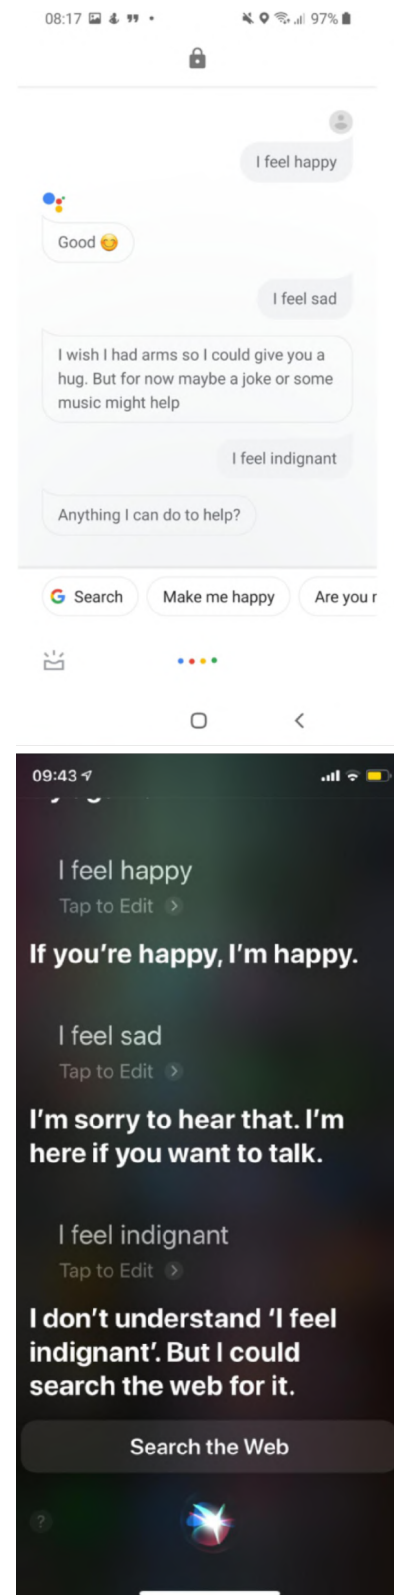 08:17
97%
I feel happy
Good 😊
I feel sad
I wish I had arms so I could give you a
hug. But for now maybe a joke or some
music might help
I feel indignant
Anything I can do to help?
G Search
Make me happy
Are you r
09:43
I feel happy
Tap to Edit
If you’re happy, I’m happy.
I feel sad
Tap to Edit
I’m sorry to hear that. I’m
here if you want to talk.
I feel indignant
Tap to Edit
I don’t understand ‘I feel
indignant’. But I could
search the web for it.
Search the Web
?